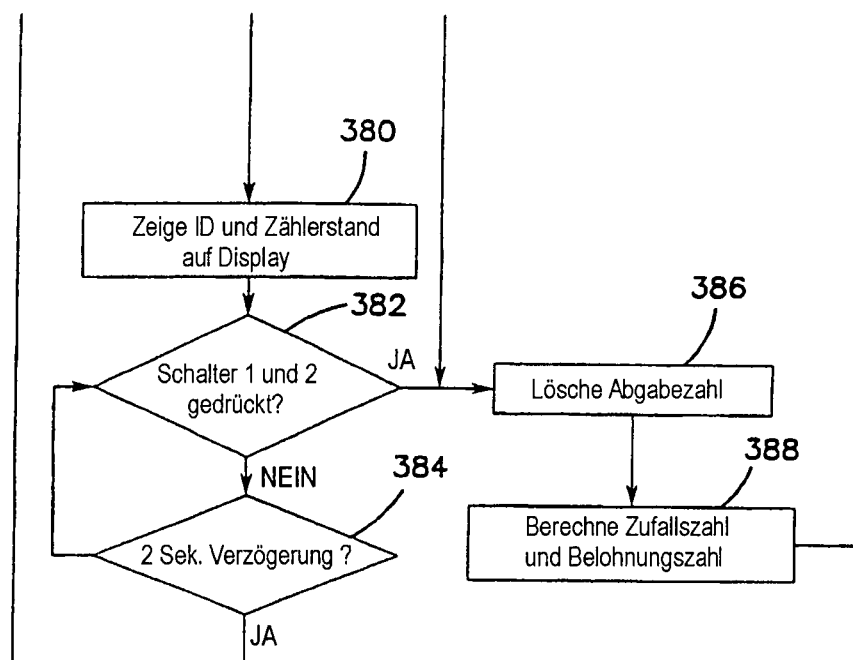 380
Zeige ID und Zählerstand
auf Display
382
Schalter 1 und 2
gedrückt?
JA
386
Lösche Abgabezahl
NEIN
384
2 Sek. Verzögerung ?
JA
388
Berechne Zufallszahl
und Belohnungszahl